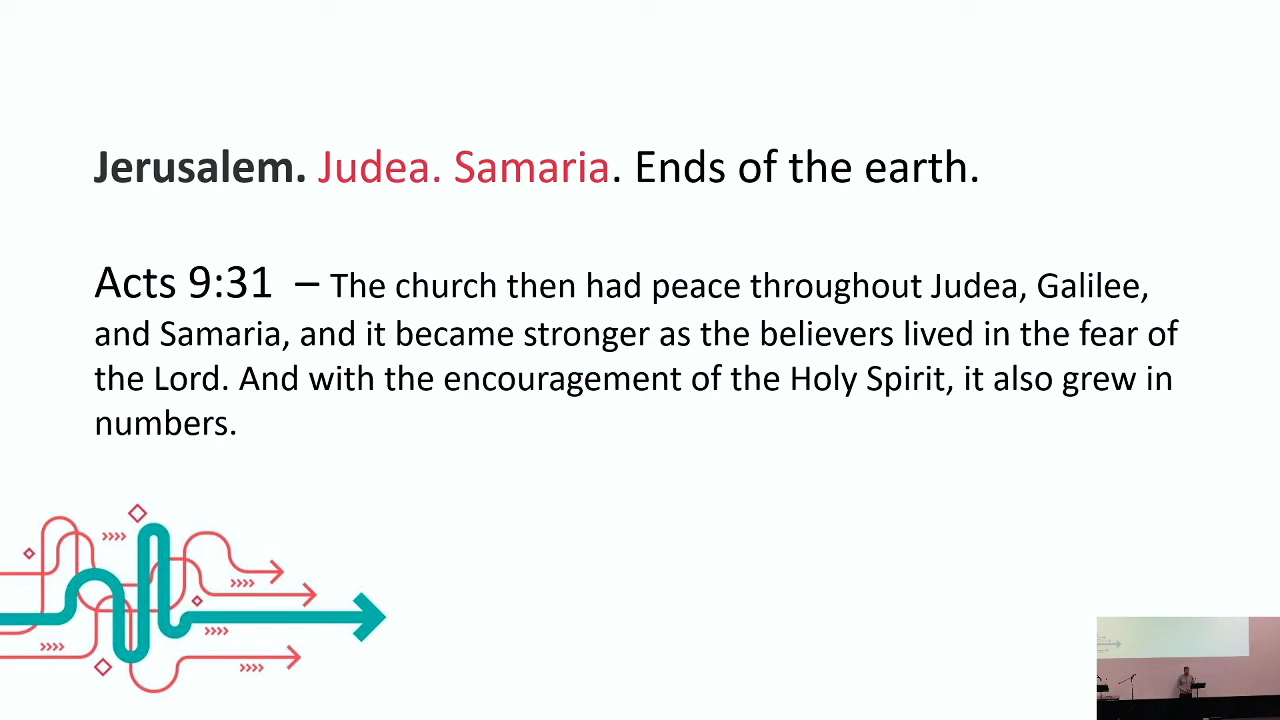 Jerusalem. Judea. Samaria. Ends of the earth.
Acts 9:31 – The church then had peace throughout Judea, Galilee,
and Samaria, and it became stronger as the believers lived in the fear of
the Lord. And with the encouragement of the Holy Spirit, it also grew in
numbers.